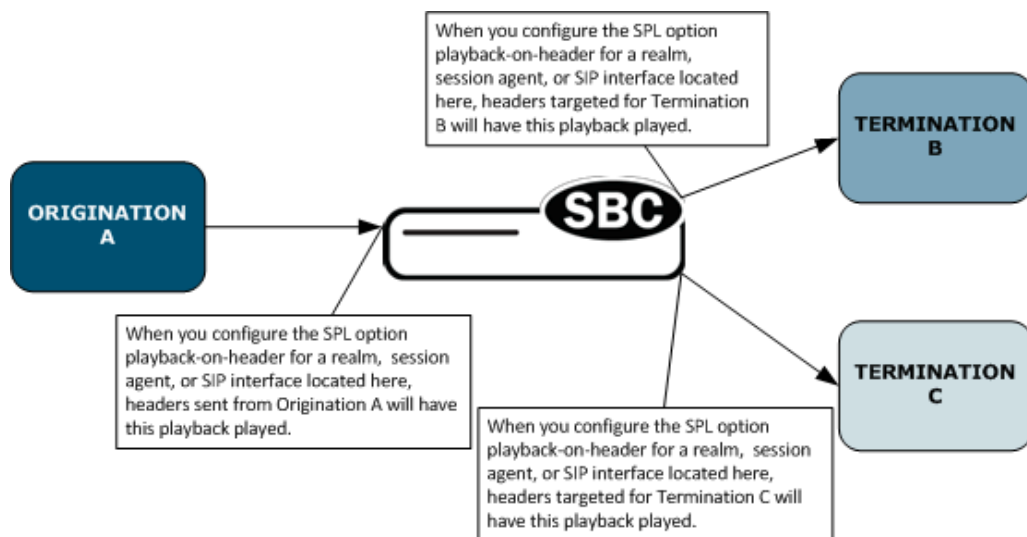 When you configure the SPL option
playback-on-header for a realm,
session agent, or SIP interface located
here, headers targeted for Termination
B will have this playback played.
TERMINATION
B
ORIGINATION
A
SBC
When you configure the SPL option
playback-on-header for a realm, session
agent, or SIP interface located here,
headers sent from Origination A will have
this playback played.
TERMINATION
C
When you configure the SPL option
playback-on-header for a realm, session
agent, or SIP interface located here,
headers targeted for Termination C will
have this playback played.